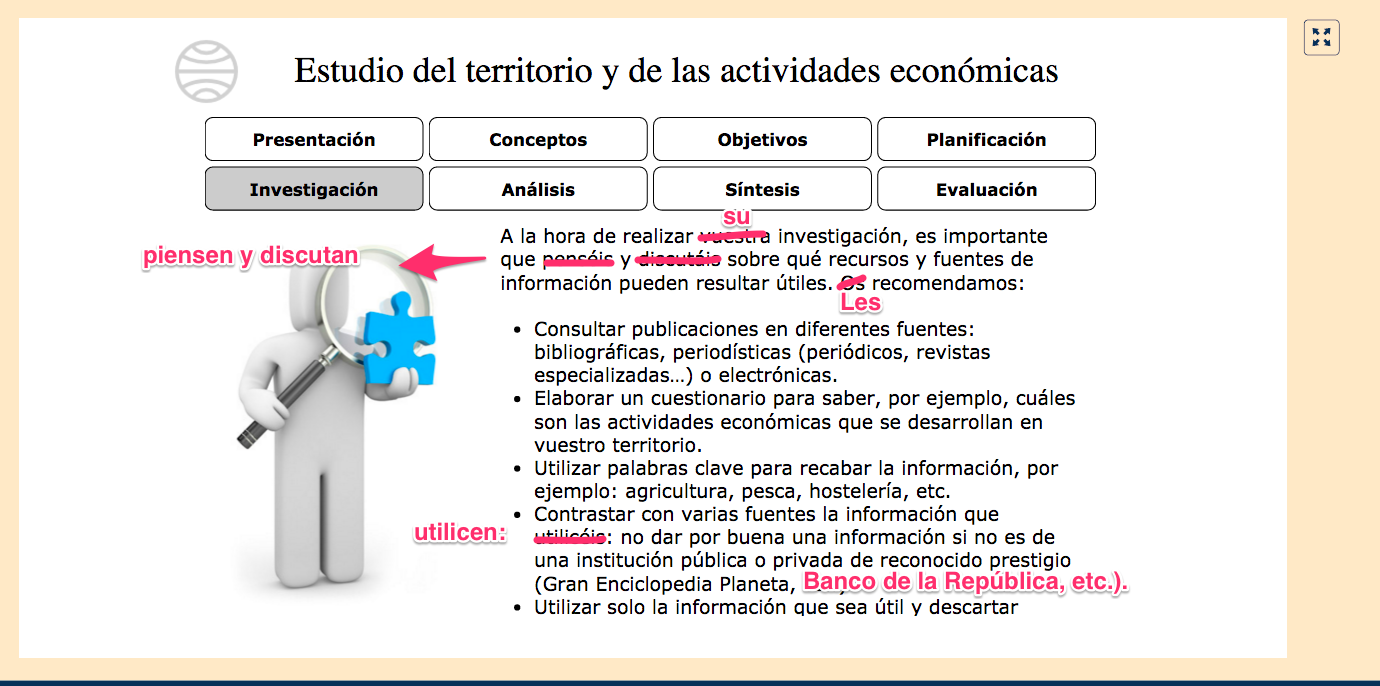 Estudio del territorio y de las actividades económicas
Presentación
Conceptos
Objetivos
Planificación
Investigación
Análisis
Síntesis
Evaluación
su
A la hora de realizar vuestra investigación, es importante
piensen y discutan
que penséis y discutáis sobre qué recursos y fuentes de
información pueden resultar útiles. Os recomendamos:
Les
• Consultar publicaciones en diferentes fuentes:
bibliográficas, periodísticas (periódicos, revistas
especializadas...) o electrónicas.
• Elaborar un cuestionario para saber, por ejemplo, cuáles
son las actividades económicas que se desarrollan en
vuestro territorio.
• Utilizar palabras clave para recabar la información, por
ejemplo: agricultura, pesca, hostelería, etc.
• Contrastar con varias fuentes la información que
utilicen:
utilicéis: no dar por buena una información si no es de
una institución pública o privada de reconocido prestigio
(Gran Enciclopedia Planeta, Banco de la República, etc.).
• Utilizar solo la información que sea útil y descartar